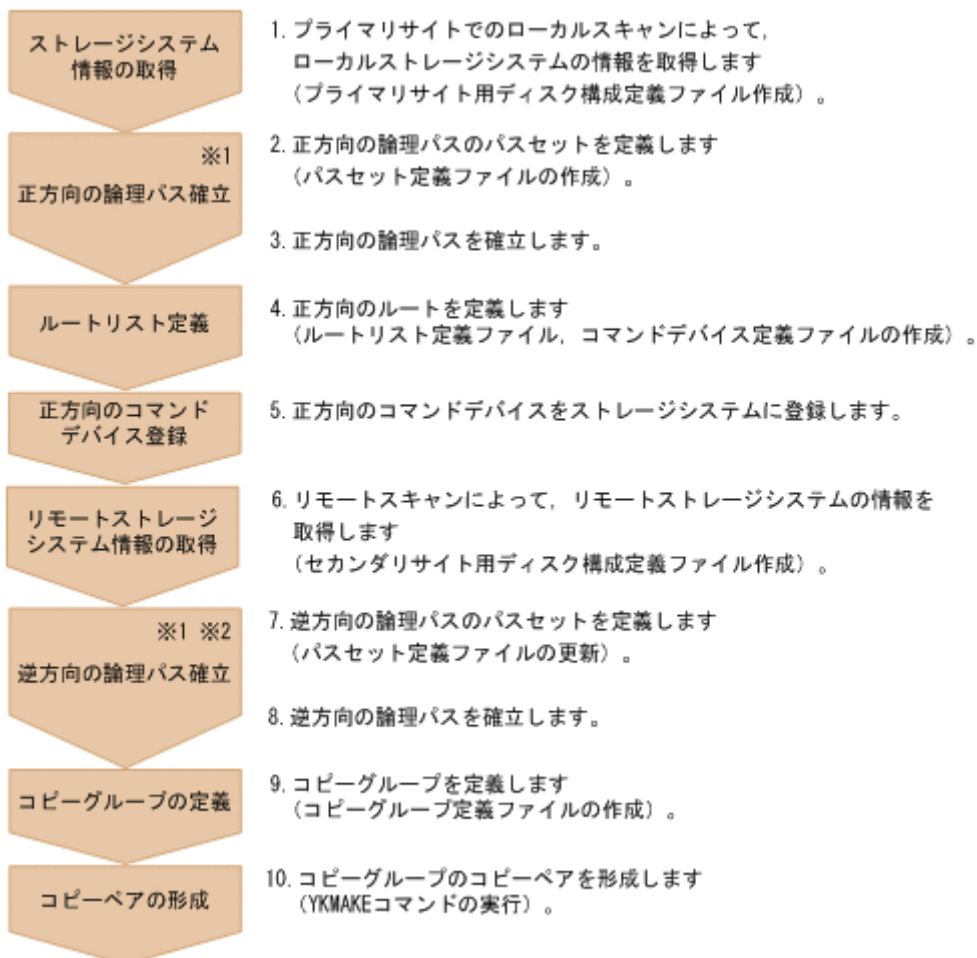 ストレージシステム
情報の取得
1. プライマリサイトでのローカルスキャンによって,
ローカルストレージシステムの情報を取得します
(プライマリサイト用ディスク構成定義ファイル作成)。
※1
正方向の論理パス確立
2. 正方向の論理パスのパスセットを定義します
(パスセット定義ファイルの作成)。
3. 正方向の論理パスを確立します。
ルートリスト定義
4. 正方向のルートを定義します
(ルートリスト定義ファイル, コマンドデバイス定義ファイルの作成)。
正方向のコマンド
デバイス登録
5. 正方向のコマンドデバイスをストレージシステムに登録します。
リモートストレージ
システム情報の取得
6. リモートスキャンによって, リモートストレージシステムの情報を
取得します
(セカンダリサイト用ディスク構成定義ファイル作成)。
※1 ※2
逆方向の論理パス確立
7. 逆方向の論理パスのパスセットを定義します
(パスセット定義ファイルの更新)。
8. 逆方向の論理パスを確立します。
コピーグループの定義
9. コピーグループを定義します
(コピーグループ定義ファイルの作成)。
コピーペアの形成
10. コピーグループのコピーペアを形成します
(YKMAKEコマンドの実行)。